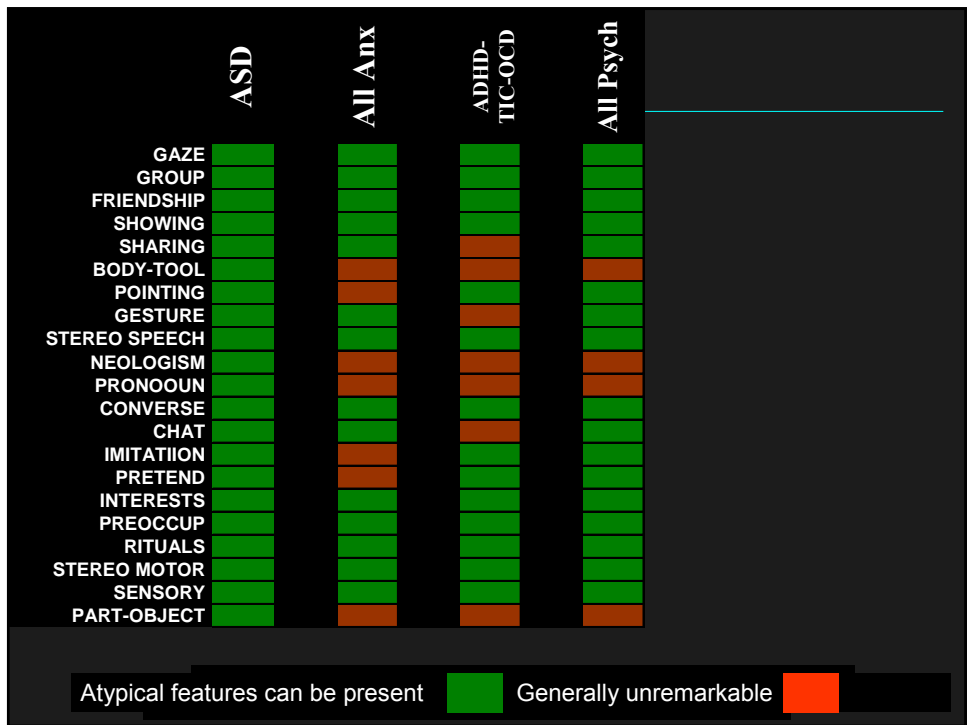 ASD
All Anx
ADHD-
TIC-OCD
All Psych
GAZE
GROUP
FRIENDSHIP
SHOWING
SHARING
BODY-TOOL
POINTING
GESTURE
STEREO SPEECH
NEOLOGISM
PRONOOUN
CONVERSE
CHAT
IMITATIION
PRETEND
INTERESTS
PREOCCUP
RITUALS
STEREO MOTOR
SENSORY
PART-OBJECT
Atypical features can be present
Generally unremarkable